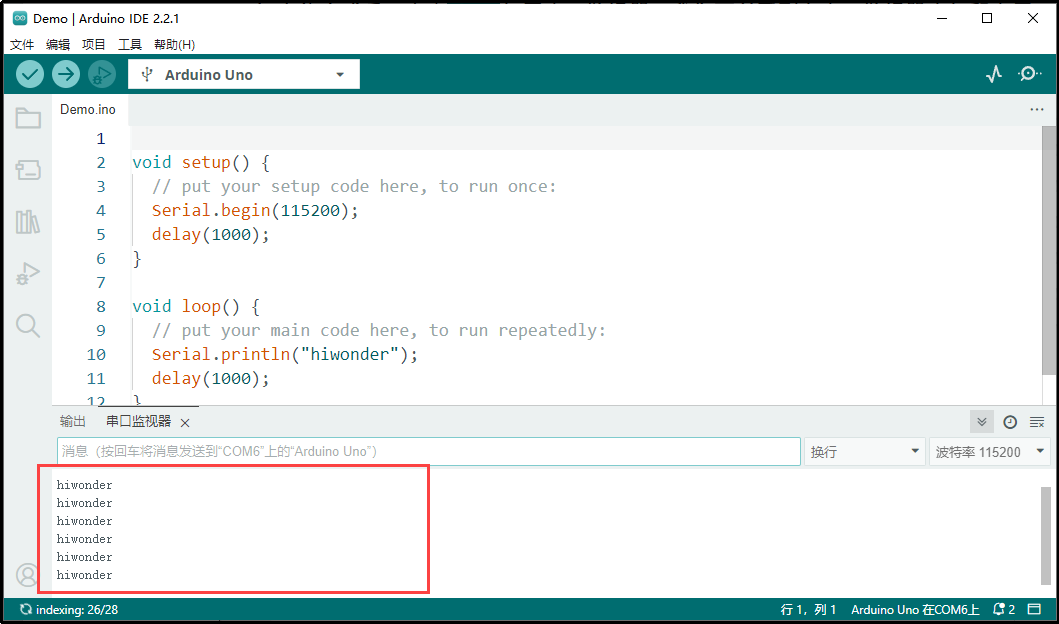 Demo | Arduino IDE 2.2.1
文件 编辑 项目 工具 帮助(H)
Arduino Uno
Demo.ino
1
2 void setup() {
3 // put your setup code here, to run once:
4 Serial.begin(115200);
5 delay(1000);
6 }
7
8 void loop() {
9 // put your main code here, to run repeatedly:
10 Serial.println("hiwonder");
11 delay(1000);
12 }
输出 串口监视器
消息（按回车将消息发送到“COM6”上的“Arduino Uno”） 换行 波特率 115200
hiwonder
hiwonder
hiwonder
hiwonder
hiwonder
hiwonder
indexing: 26/28 行 1，列 1 Arduino Uno 在COM6上 2